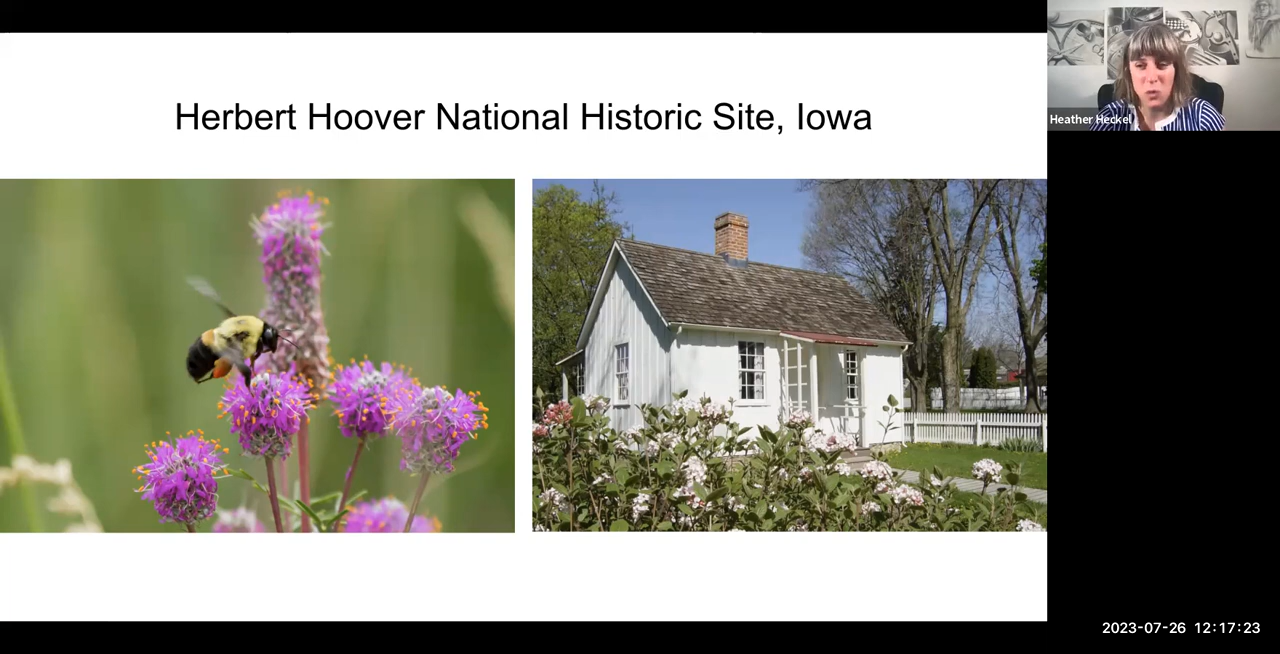 Herbert Hoover National Historic Site, Iowa
Heather Heckel
2023-07-26 12:17:23